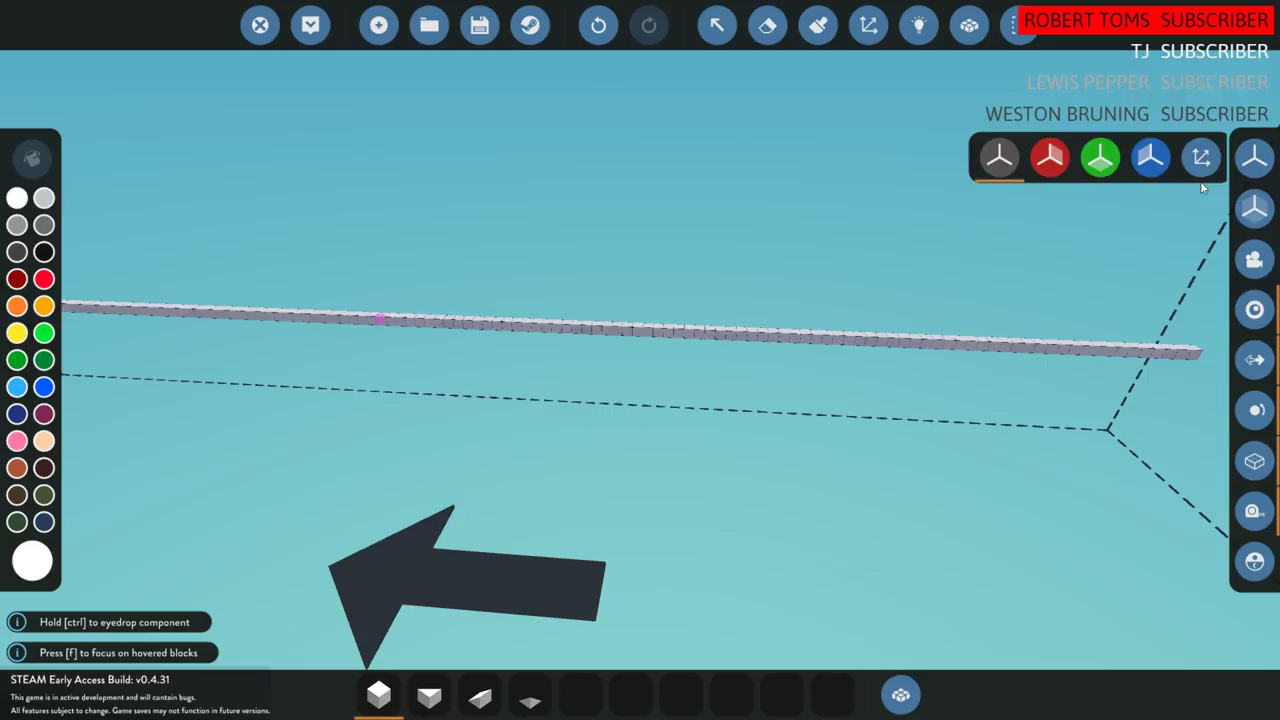 ROBERT TOMS SUBSCRIBER
TJ SUBSCRIBER
LEWIS PEPPER SUBSCRIBER
WESTON BRUNING SUBSCRIBER
Hold [ctrl] to eyedrop component
Press [f] to focus on hovered blocks
STEAM Early Access Build: v0.4.31
This game is in active development and will contain bugs.
All features subject to change. Game saves may not function in future versions.